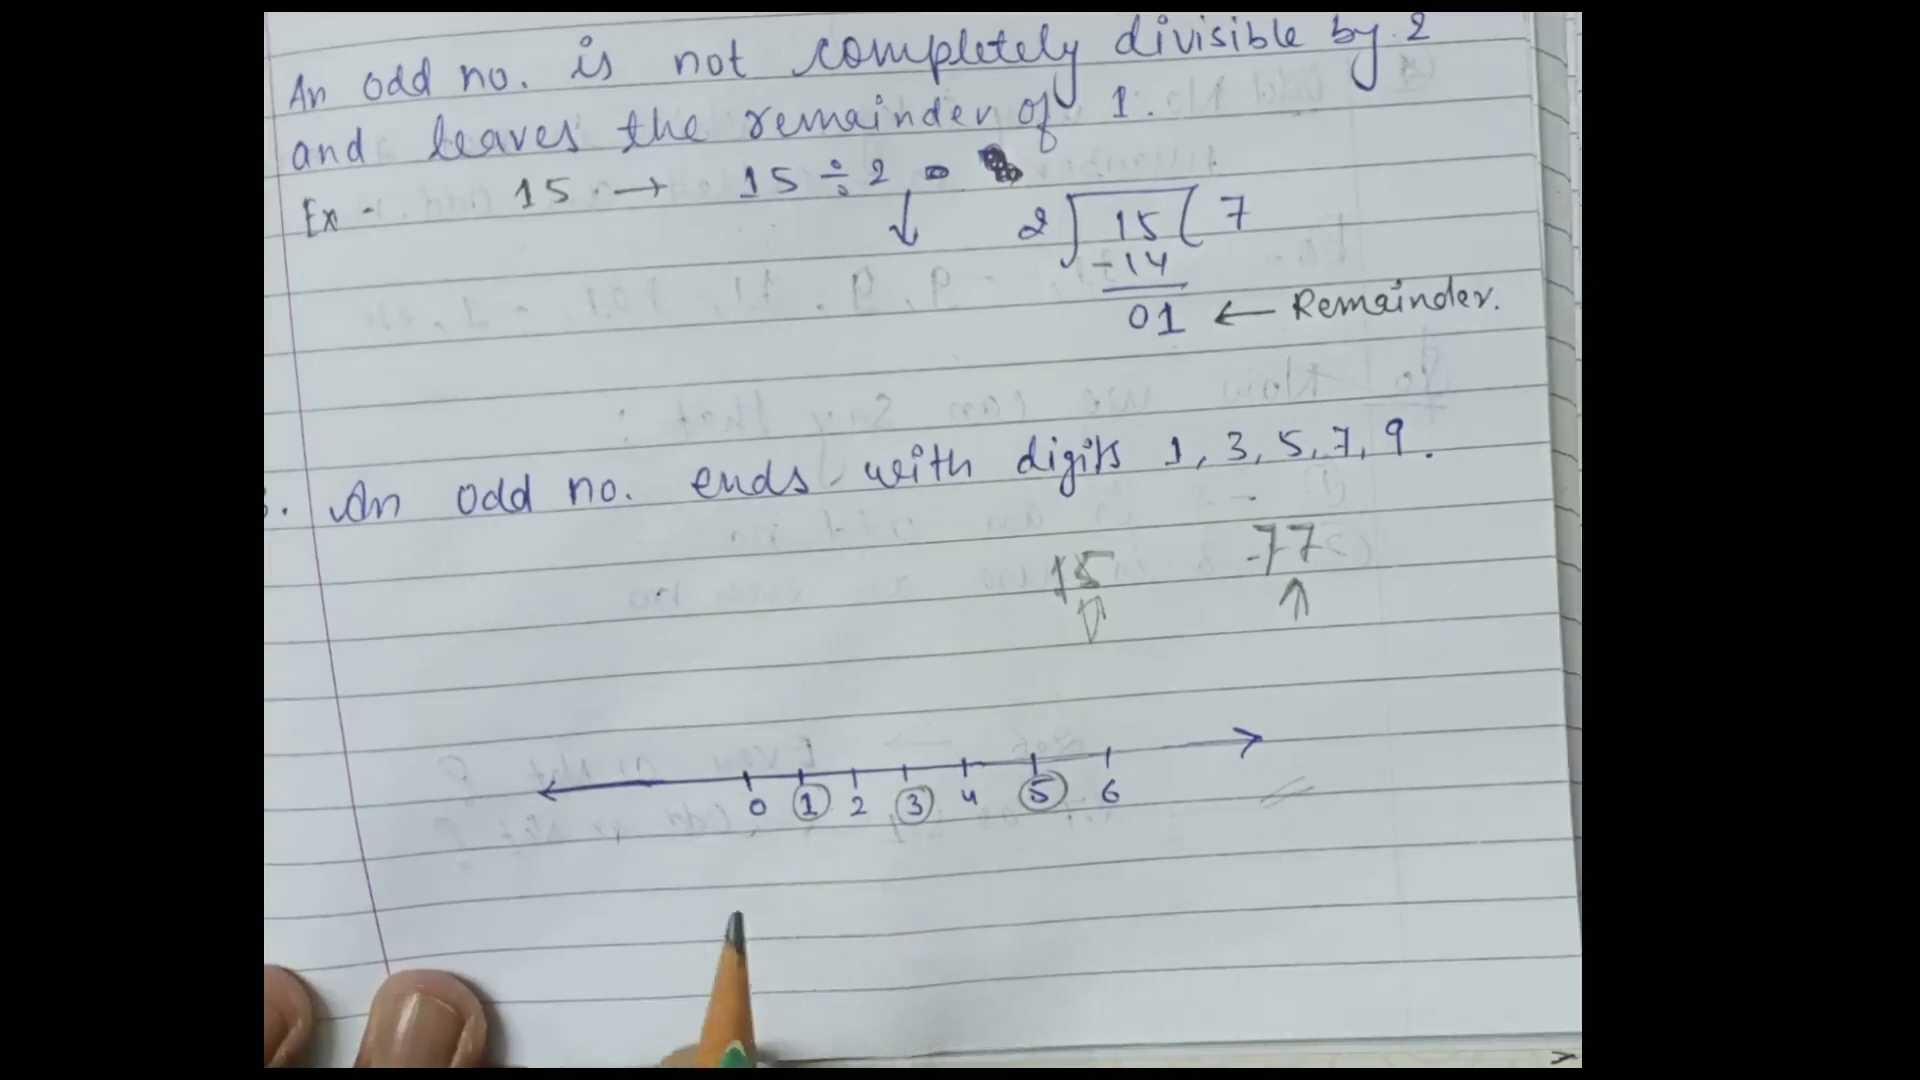 An odd no. is not completely divisible by 2
and leaves the remainder of 1.
Ex - 15 → 15 ÷ 2
2 15 7
-14
01 ← Remainder.
3. An odd no. ends with digits 1, 3, 5, 7, 9.
15 -77
0 1 2 3 4 5 6